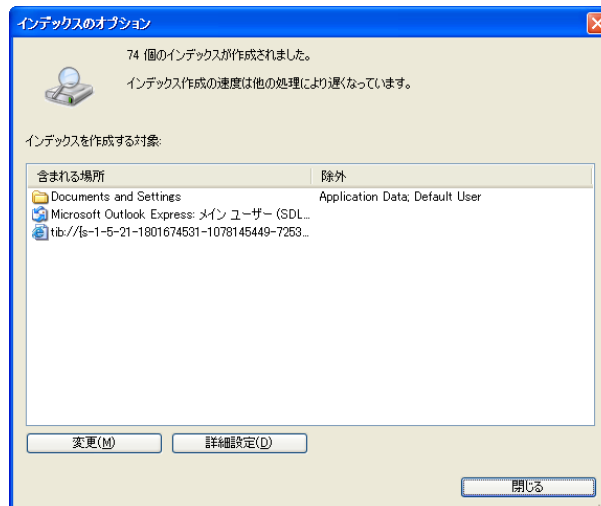 インデックスのオプション
74 個のインデックスが作成されました。
インデックス作成の速度は他の処理により遅くなっています。
インデックスを作成する対象:
含まれる場所 除外
Documents and Settings Application Data; Default User
Microsoft Outlook Express: メイン ユーザー (SDL...
tib://{s-1-5-21-1801674531-1078145449-7253...
変更(M) 詳細設定(D)
閉じる